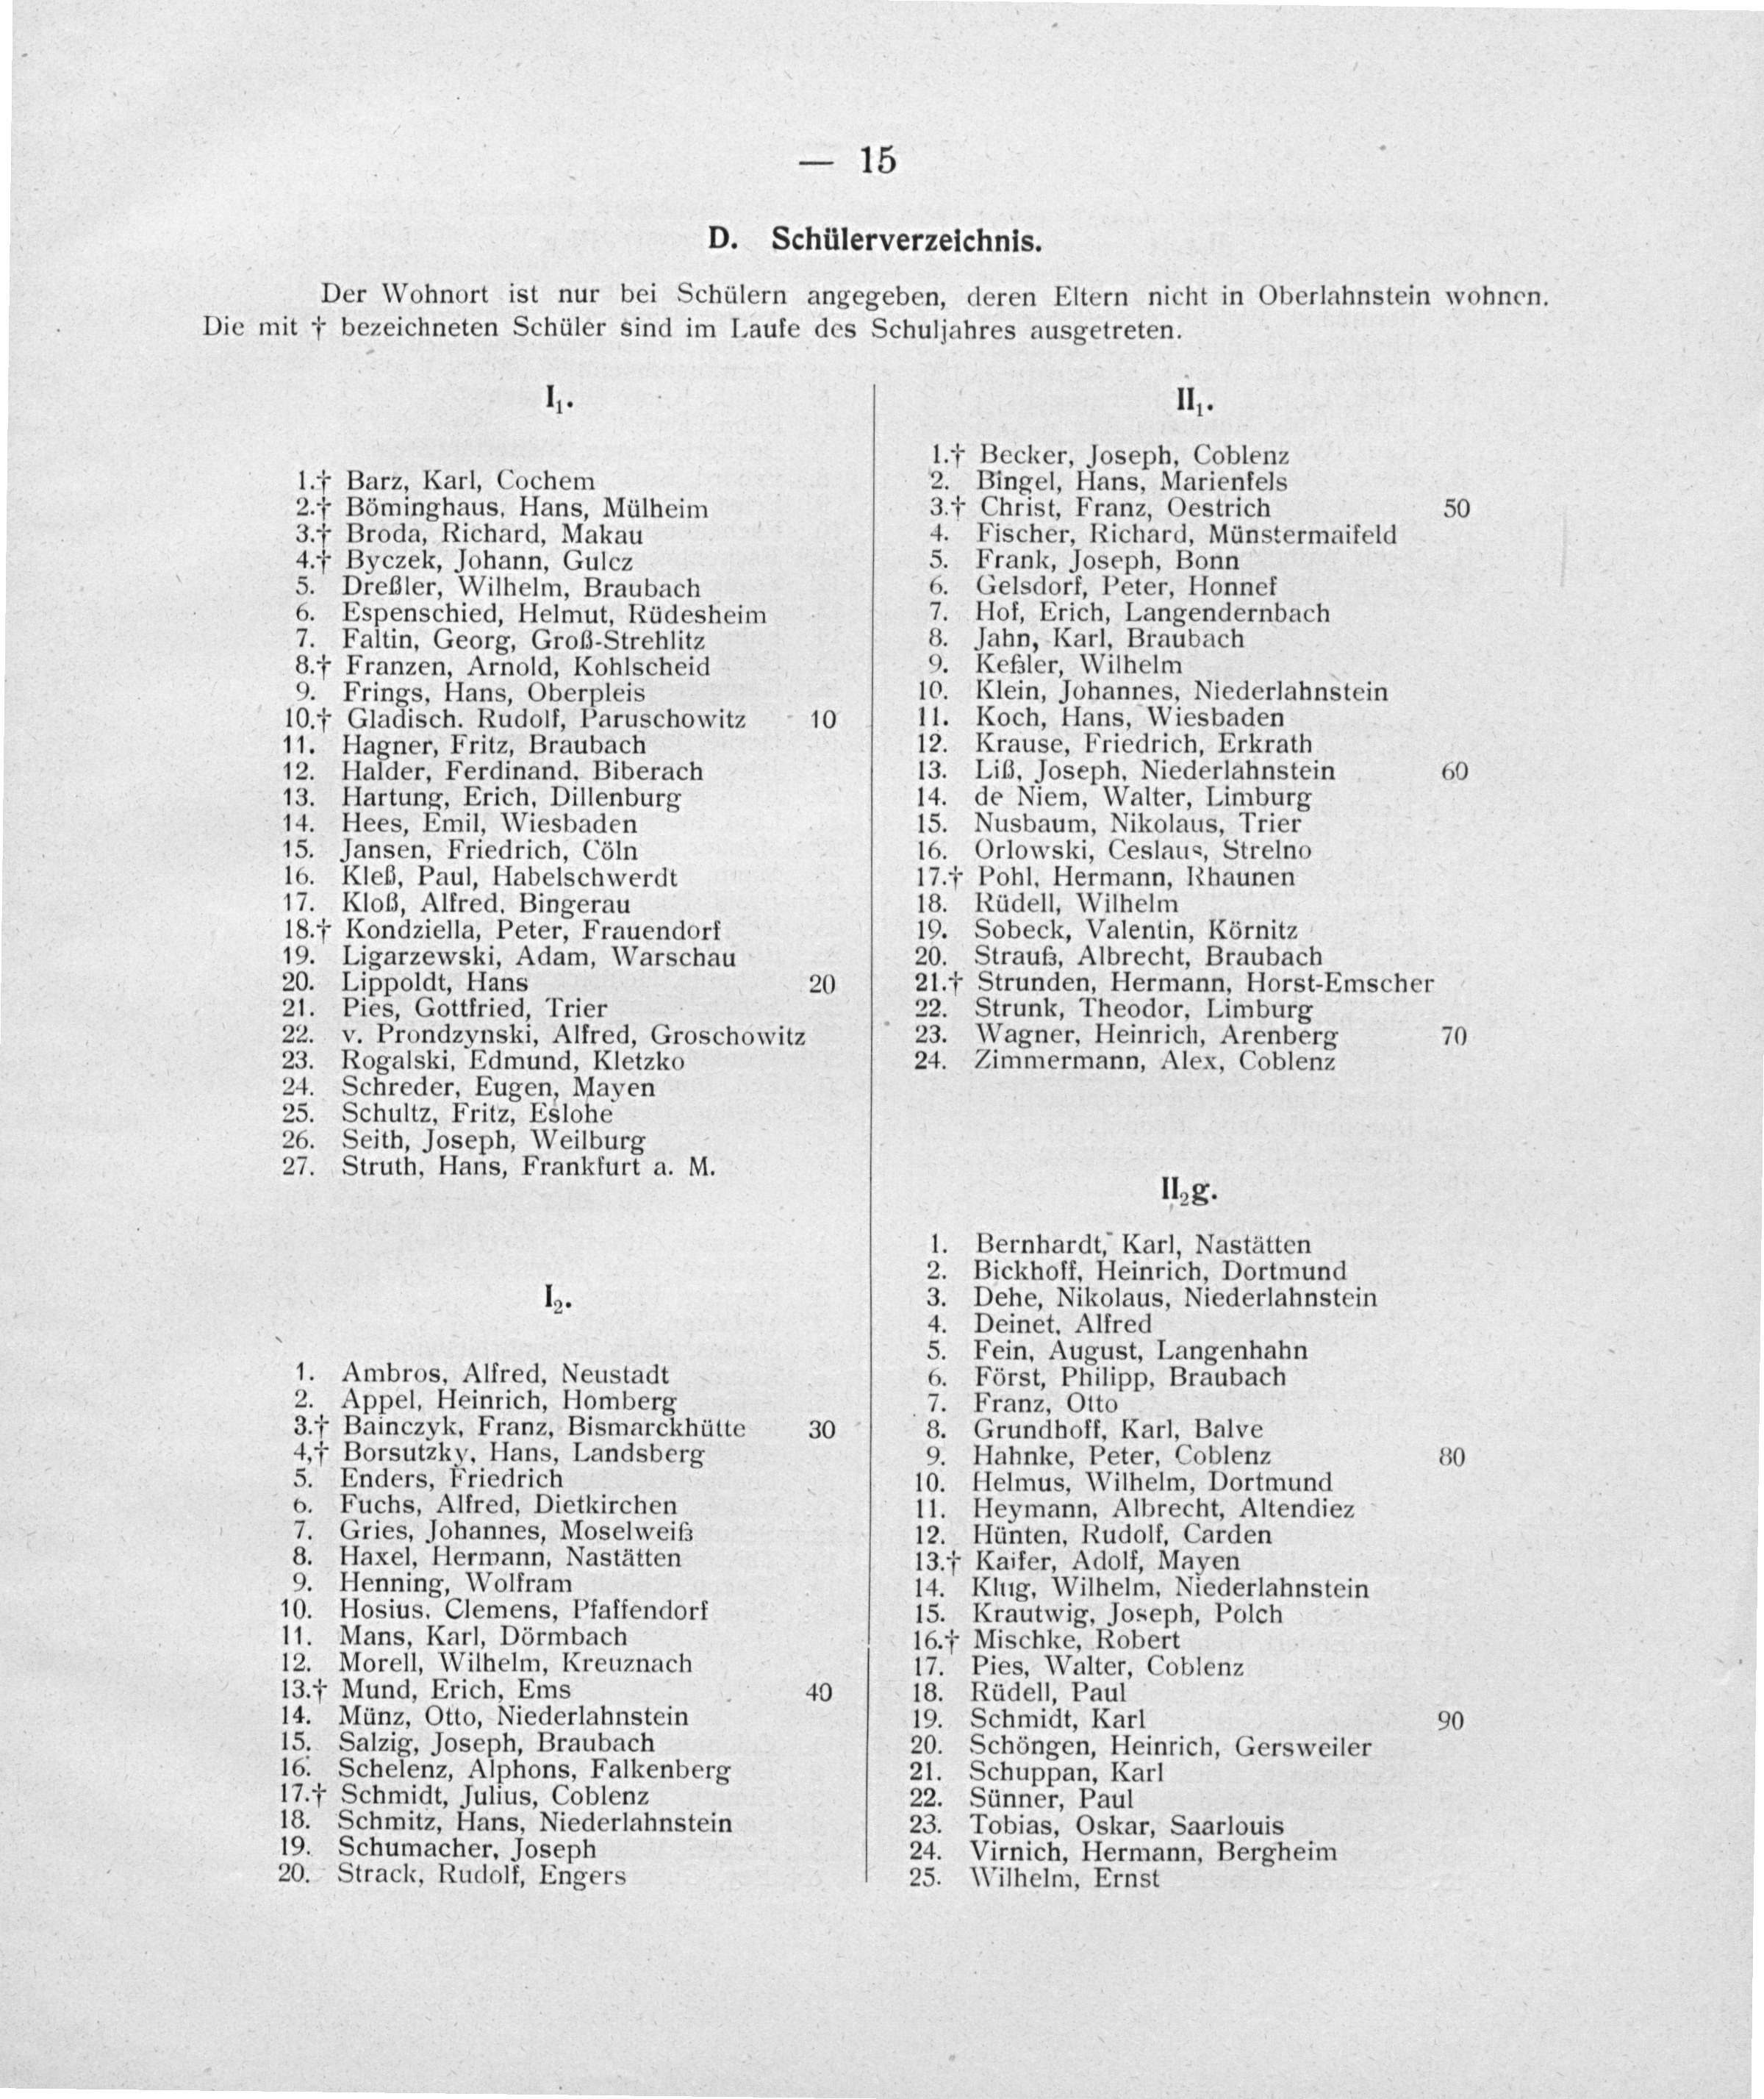 — 15
D. Schülerverzeichnis.
Der Wohnort ist nur bei Schülern angegeben, deren Eltern nicht in Oberlahnstein wohnen.
Die mit † bezeichneten Schüler sind im Laufe des Schuljahres ausgetreten.
I₁.
1.† Barz, Karl, Cochem
2.† Böminghaus, Hans, Mülheim
3.† Broda, Richard, Makau
4.† Byczek, Johann, Gulcz
5. Dreßler, Wilhelm, Braubach
6. Espenschied, Helmut, Rüdesheim
7. Faltin, Georg, Groß-Strehlitz
8.† Franzen, Arnold, Kohlscheid
9. Frings, Hans, Oberpleis
10.† Gladisch. Rudolf, Paruschowitz 10
11. Hagner, Fritz, Braubach
12. Halder, Ferdinand, Biberach
13. Hartung, Erich, Dillenburg
14. Hees, Emil, Wiesbaden
15. Jansen, Friedrich, Cöln
16. Kleß, Paul, Habelschwerdt
17. Kloß, Alfred, Bingerau
18.† Kondziella, Peter, Frauendorf
19. Ligarzewski, Adam, Warschau
20. Lippoldt, Hans 20
21. Pies, Gottfried, Trier
22. v. Prondzynski, Alfred, Groschowitz
23. Rogalski, Edmund, Kletzko
24. Schreder, Eugen, Mayen
25. Schultz, Fritz, Eslohe
26. Seith, Joseph, Weilburg
27. Struth, Hans, Frankfurt a. M.
I₂.
1. Ambros, Alfred, Neustadt
2. Appel, Heinrich, Homberg
3.† Bainczyk, Franz, Bismarckhütte 30
4,† Borsutzky, Hans, Landsberg
5. Enders, Friedrich
6. Fuchs, Alfred, Dietkirchen
7. Gries, Johannes, Moselweiß
8. Haxel, Hermann, Nastätten
9. Henning, Wolfram
10. Hosius, Clemens, Pfaffendorf
11. Mans, Karl, Dörmbach
12. Morell, Wilhelm, Kreuznach
13.† Mund, Erich, Ems 40
14. Münz, Otto, Niederlahnstein
15. Salzig, Joseph, Braubach
16. Schelenz, Alphons, Falkenberg
17.† Schmidt, Julius, Coblenz
18. Schmitz, Hans, Niederlahnstein
19. Schumacher, Joseph
20. Strack, Rudolf, Engers
II₁.
1.† Becker, Joseph, Coblenz
2. Bingel, Hans, Marienfels
3.† Christ, Franz, Oestrich 50
4. Fischer, Richard, Münstermaifeld
5. Frank, Joseph, Bonn
6. Gelsdorf, Peter, Honnef
7. Hof, Erich, Langendernbach
8. Jahn, Karl, Braubach
9. Keßler, Wilhelm
10. Klein, Johannes, Niederlahnstein
11. Koch, Hans, Wiesbaden
12. Krause, Friedrich, Erkrath
13. Liß, Joseph, Niederlahnstein 60
14. de Niem, Walter, Limburg
15. Nusbaum, Nikolaus, Trier
16. Orlowski, Ceslaus, Strelno
17.† Pohl, Hermann, Rhaunen
18. Rüdell, Wilhelm
19. Sobeck, Valentin, Körnitz
20. Strauß, Albrecht, Braubach
21.† Strunden, Hermann, Horst-Emscher
22. Strunk, Theodor, Limburg
23. Wagner, Heinrich, Arenberg 70
24. Zimmermann, Alex, Coblenz
II₂g.
1. Bernhardt, Karl, Nastätten
2. Bickhoff, Heinrich, Dortmund
3. Dehe, Nikolaus, Niederlahnstein
4. Deinet, Alfred
5. Fein, August, Langenhahn
6. Först, Philipp, Braubach
7. Franz, Otto
8. Grundhoff, Karl, Balve
9. Hahnke, Peter, Coblenz 80
10. Helmus, Wilhelm, Dortmund
11. Heymann, Albrecht, Altendiez
12. Hünten, Rudolf, Carden
13.† Kaifer, Adolf, Mayen
14. Klug, Wilhelm, Niederlahnstein
15. Krautwig, Joseph, Polch
16.† Mischke, Robert
17. Pies, Walter, Coblenz
18. Rüdell, Paul
19. Schmidt, Karl 90
20. Schöngen, Heinrich, Gersweiler
21. Schuppan, Karl
22. Sünner, Paul
23. Tobias, Oskar, Saarlouis
24. Virnich, Hermann, Bergheim
25. Wilhelm, Ernst